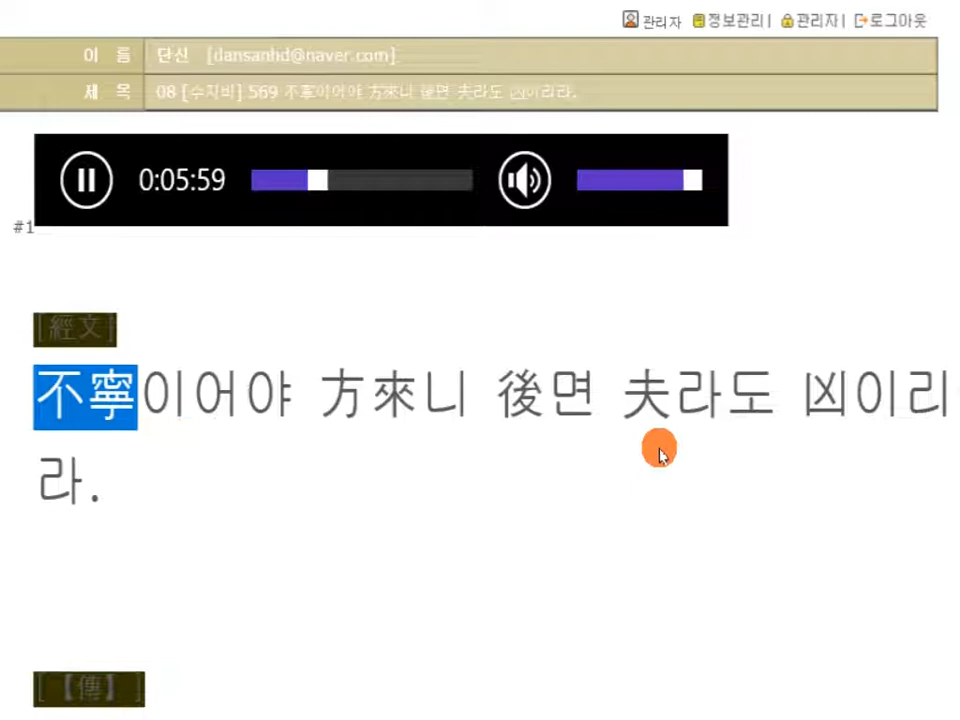 관리자 정보관리 | 관리자 | 로그아웃
이 름 단신 [dansanhd@naver.com]
제 목 08 [수지비] 569 不寧이어야 方來니 後면 夫라도 凶이리라.
0:05:59
#1
[經文]
不寧이어야 方來니 後면 夫라도 凶이리
라.
[【傳】]